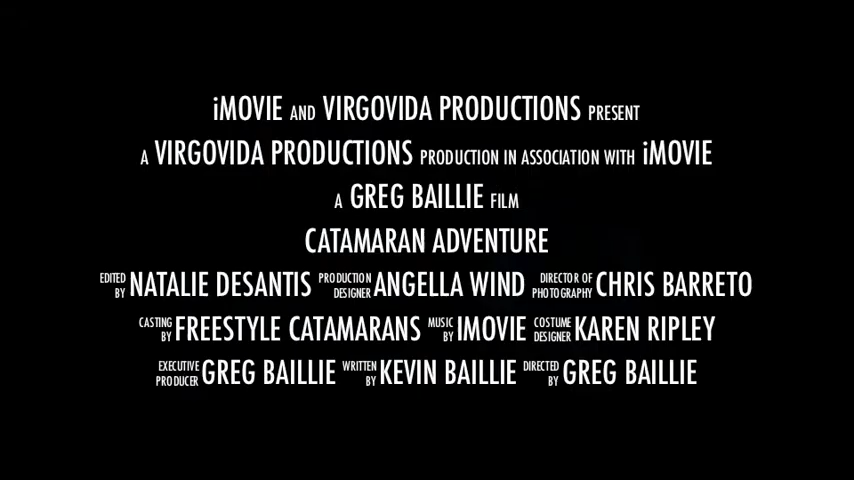 iMOVIE AND VIRGOVIDA PRODUCTIONS PRESENT
A VIRGOVIDA PRODUCTIONS PRODUCTION IN ASSOCIATION WITH iMOVIE
A GREG BAILLIE FILM
CATAMARAN ADVENTURE
EDITED BY NATALIE DESANTIS PRODUCTION DESIGNER ANGELLA WIND DIRECTOR OF PHOTOGRAPHY CHRIS BARRETO
CASTING BY FREESTYLE CATAMARANS MUSIC BY IMOVIE COSTUME DESIGNER KAREN RIPLEY
EXECUTIVE PRODUCER GREG BAILLIE WRITTEN BY KEVIN BAILLIE DIRECTED BY GREG BAILLIE